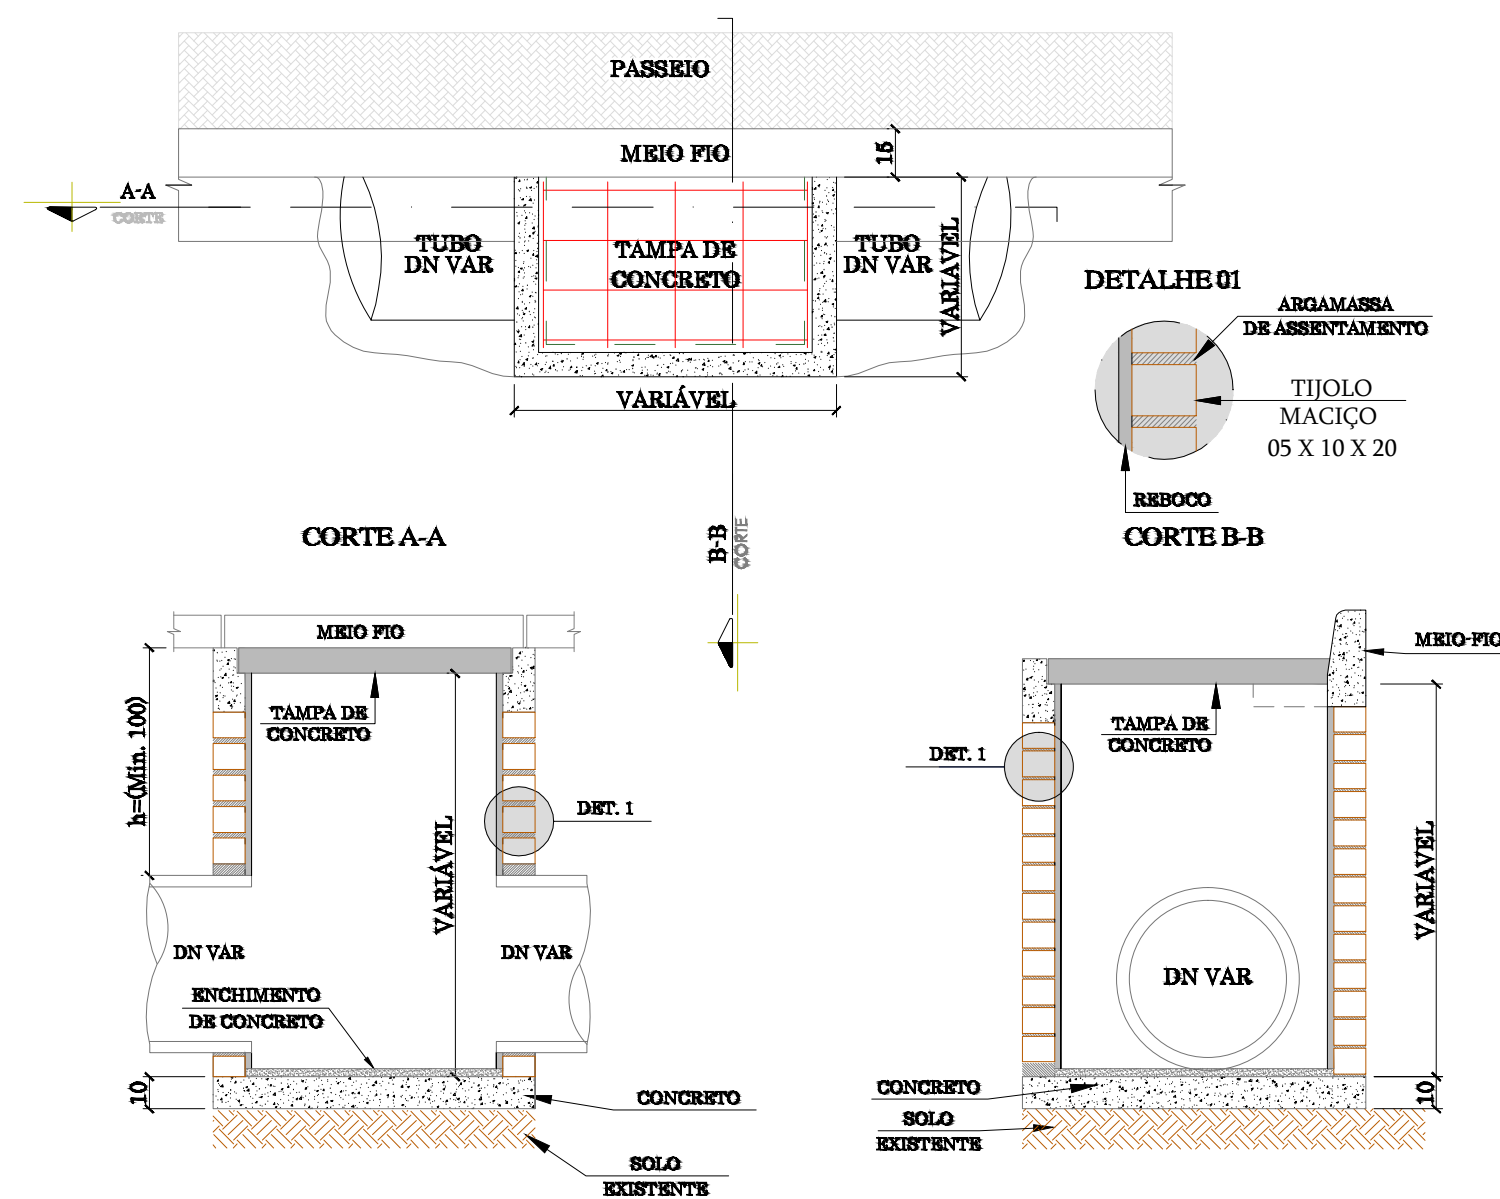 PASSEIO
MEIO FIO
15
A-A
CORTE
TUBO
DN VAR
TAMPA DE
CONCRETO
TUBO
DN VAR
VARIAVEL
VARIÁVEL
DETALHE 01
ARGAMASSA
DE ASSENTAMENTO
TIJOLO
MACIÇO
05 X 10 X 20
REBOCO
B-B
CORTE
CORTE A-A
MEIO FIO
h=(Min. 100)
TAMPA DE
CONCRETO
DET. 1
VARIÁVEL
DN VAR
DN VAR
ENCHIMENTO
DE CONCRETO
10
CONCRETO
SOLO
EXISTENTE
CORTE B-B
MEIO-FIO
TAMPA DE
CONCRETO
DET. 1
VARIAVEL
DN VAR
CONCRETO
10
SOLO
EXISTENTE